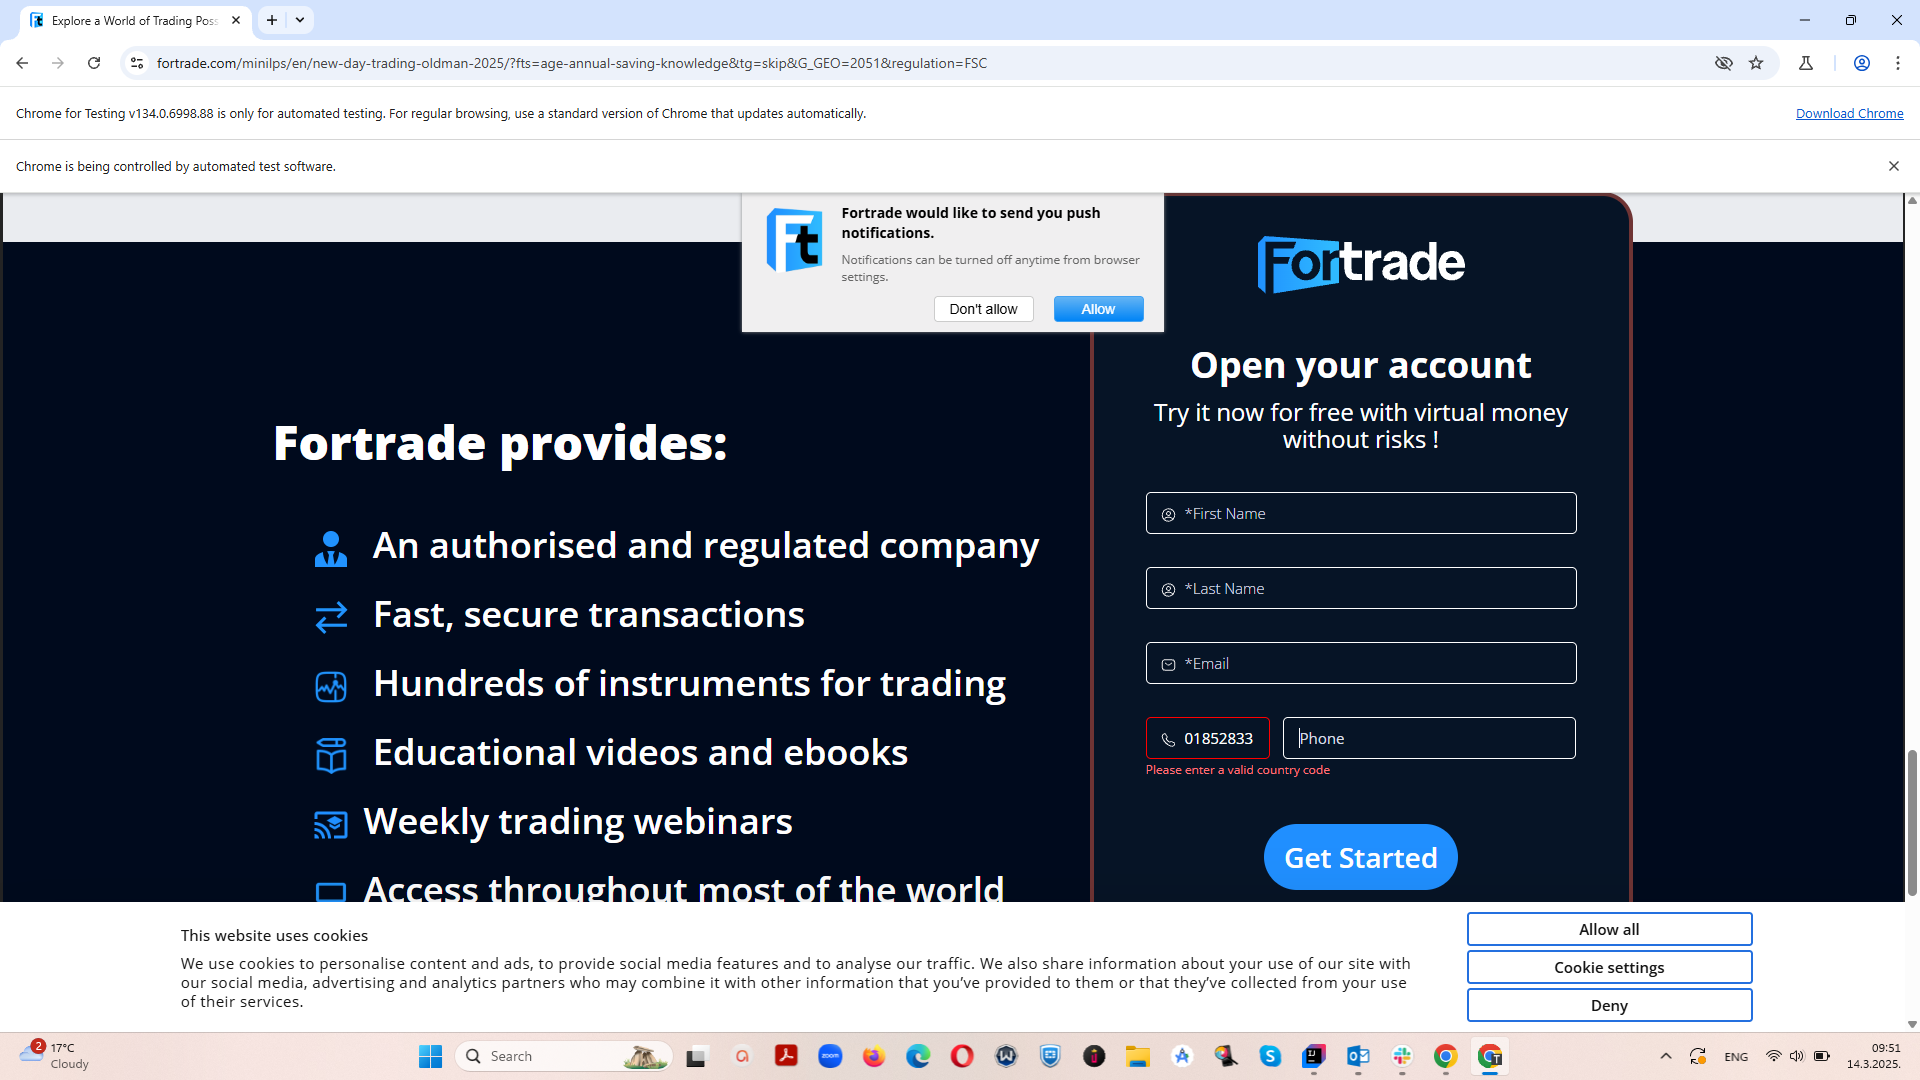 Explore a World of Trading Poss
fortrade.com/minilps/en/new-day-trading-oldman-2025/?fts=age-annual-saving-knowledge&tg=skip&G_GEO=2051&regulation=FSC
Chrome for Testing v134.0.6998.88 is only for automated testing. For regular browsing, use a standard version of Chrome that updates automatically.
Download Chrome
Chrome is being controlled by automated test software.
Ft
Fortrade would like to send you push
notifications.
Notifications can be turned off anytime from browser
settings.
Don't allow
Allow
Fortrade
Open your account
Try it now for free with virtual money
without risks !
*First Name
*Last Name
*Email
01852833
Phone
Please enter a valid country code
Get Started
Fortrade provides:
An authorised and regulated company
Fast, secure transactions
Hundreds of instruments for trading
Educational videos and ebooks
Weekly trading webinars
Access throughout most of the world
This website uses cookies
We use cookies to personalise content and ads, to provide social media features and to analyse our traffic. We also share information about your use of our site with
our social media, advertising and analytics partners who may combine it with other information that you've provided to them or that they've collected from your use
of their services.
Allow all
Cookie settings
Deny
2
17°C
Cloudy
Search
zoom
ENG
09:51
14.3.2025.